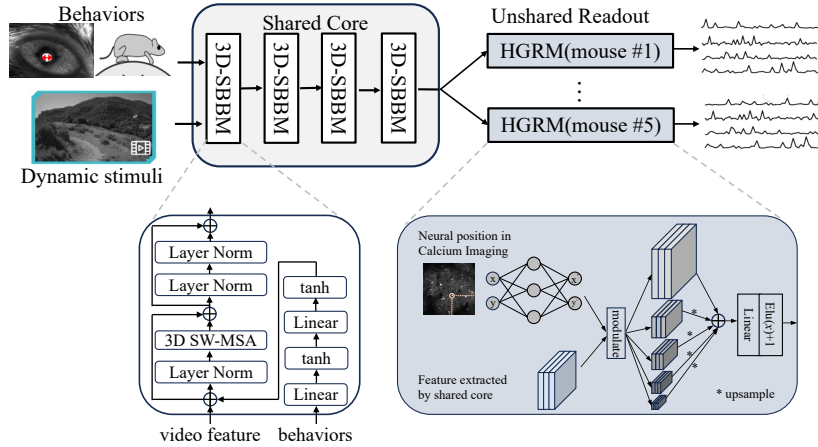 Behaviors
Shared Core
Unshared Readout
3D-SBBM
3D-SBBM
3D-SBBM
3D-SBBM
HGRM(mouse #1)
⋮
HGRM(mouse #5)
Dynamic stimuli
Layer Norm
Layer Norm
3D SW-MSA
Layer Norm
tanh
Linear
tanh
Linear
video feature
behaviors
Neural position in
Calcium Imaging
x
y
x
y
modulate
*
*
*
*
Linear
Elu(x)+1
Feature extracted
by shared core
* upsample